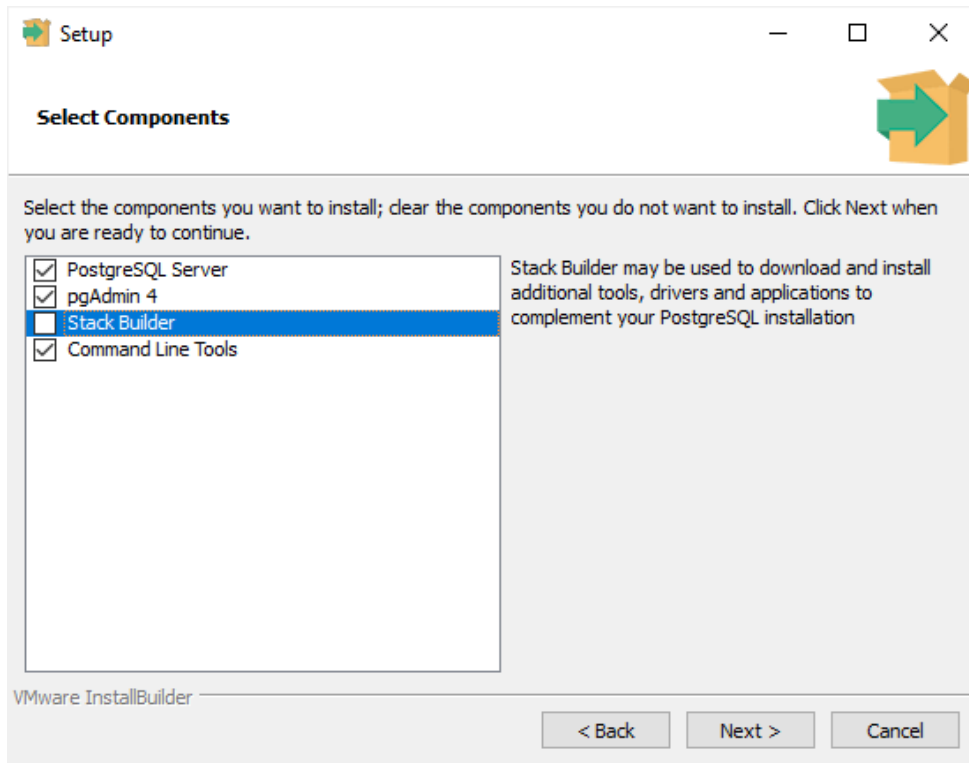 Setup
Select Components
Select the components you want to install; clear the components you do not want to install. Click Next when
you are ready to continue.
PostgreSQL Server
pgAdmin 4
Stack Builder
Command Line Tools
Stack Builder may be used to download and install
additional tools, drivers and applications to
complement your PostgreSQL installation
VMware InstallBuilder
< Back
Next >
Cancel